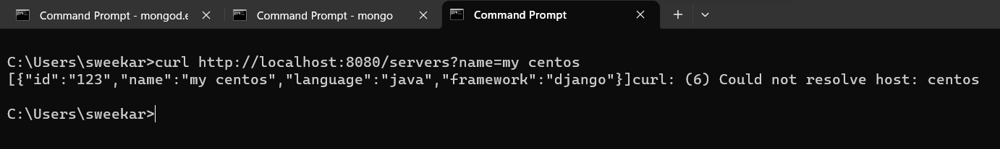 Command Prompt - mongod.e
Command Prompt - mongo
Command Prompt
C:\Users\sweekar>curl http://localhost:8080/servers?name=my centos
[{"id":"123","name":"my centos","language":"java","framework":"django"}]curl: (6) Could not resolve host: centos
C:\Users\sweekar>